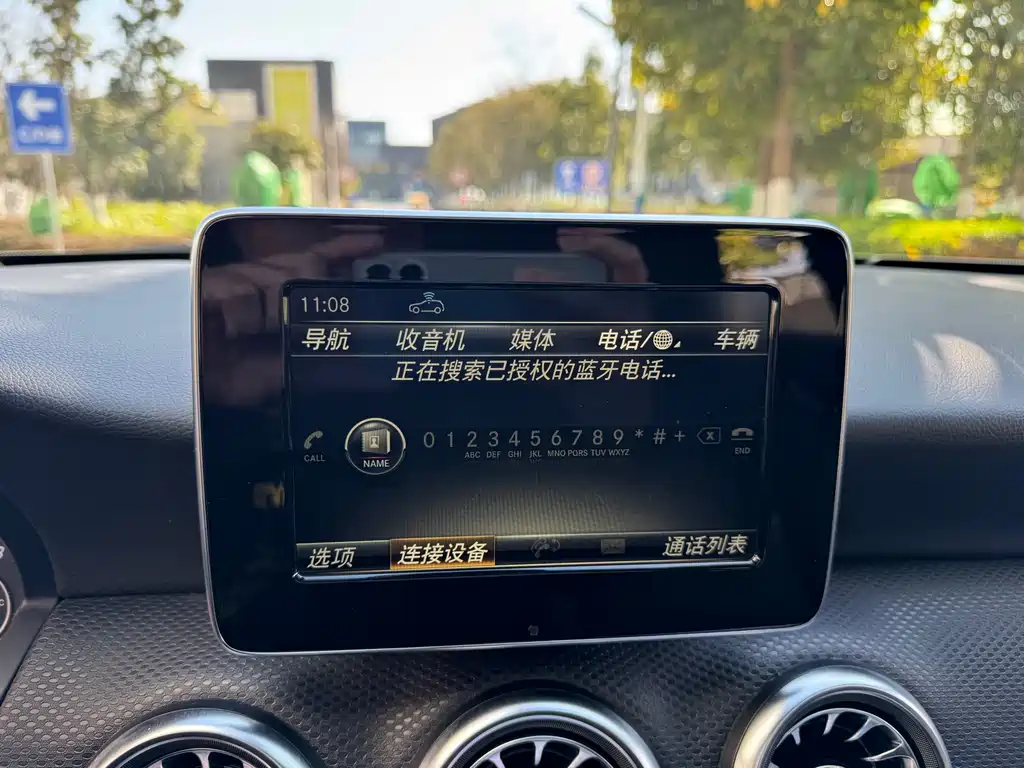 11:08
导航 收音机 媒体 电话/ 车辆
正在搜索已授权的蓝牙电话...
0 1 2 3 4 5 6 7 8 9 * # +
CALL NAME ABC DEF GHI JKL MNO PQRS TUV WXYZ END
选项 连接设备 通话列表